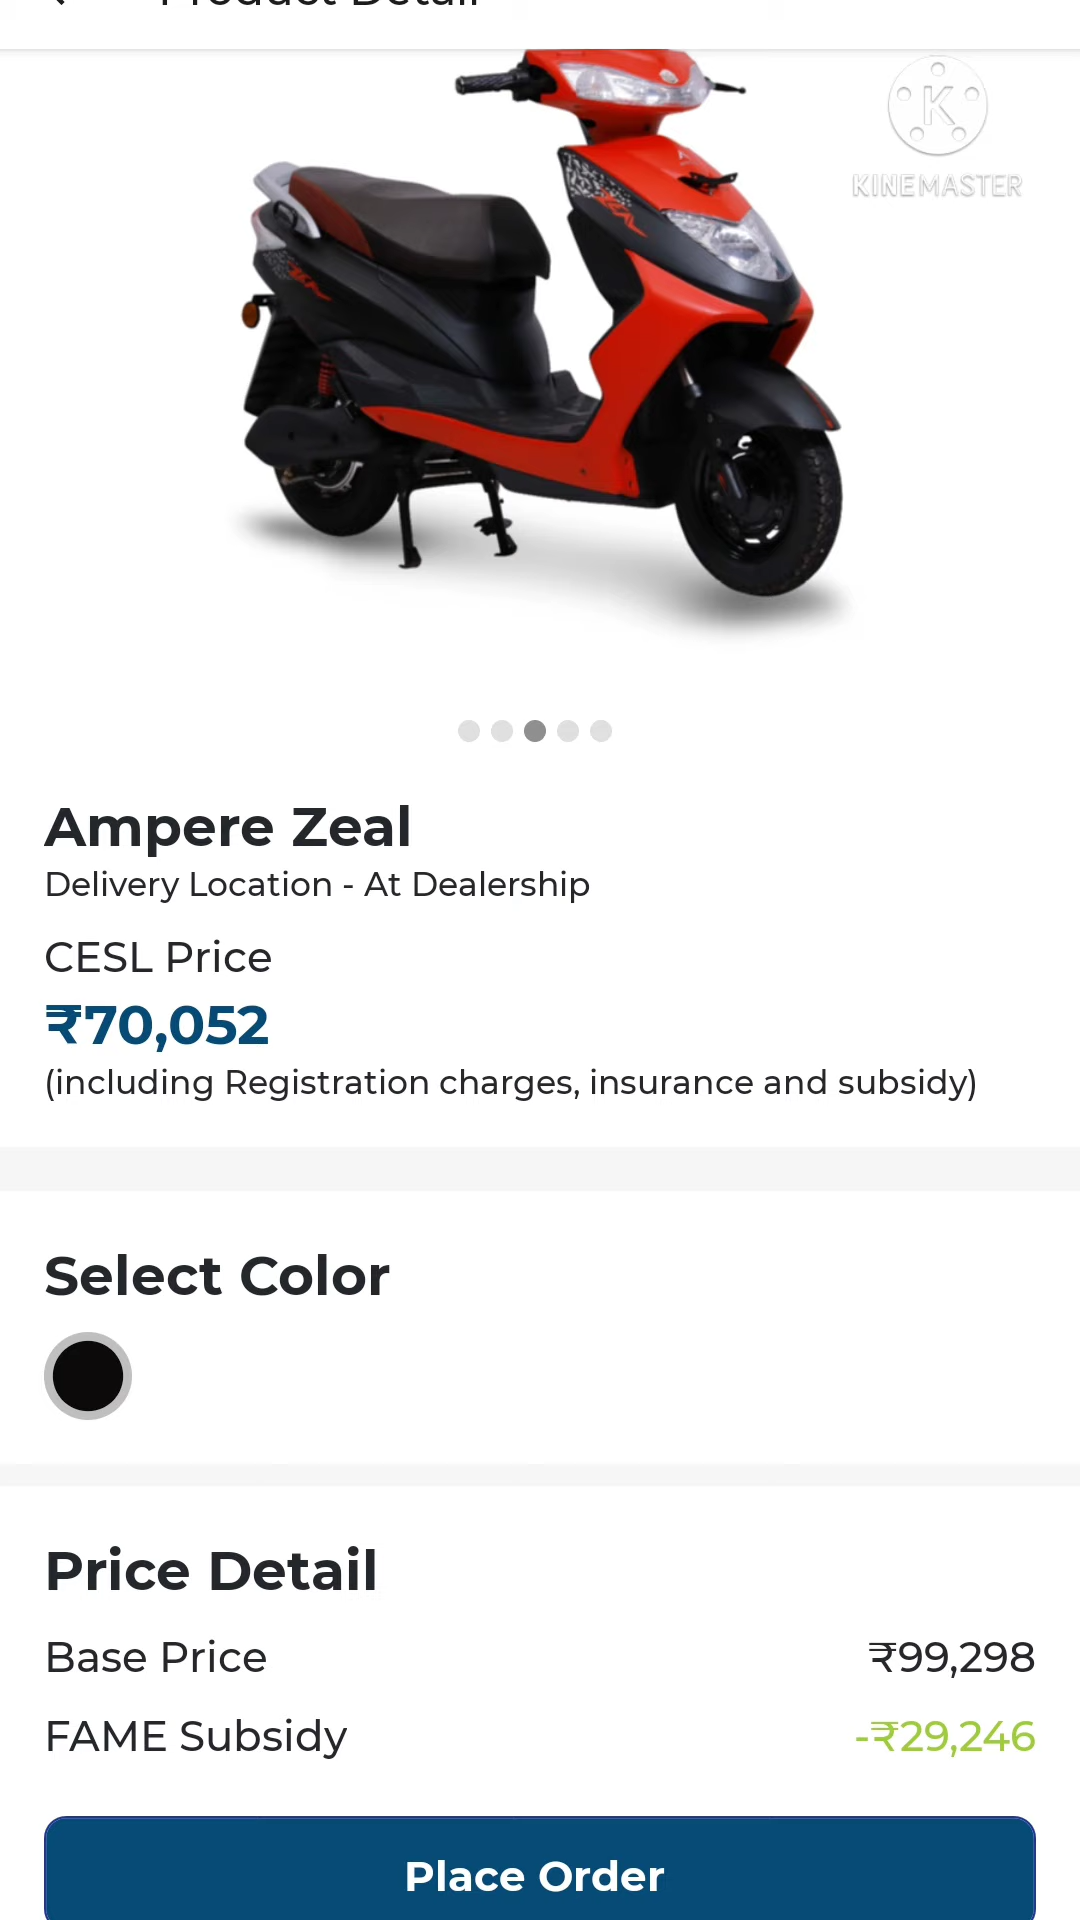 K
KINEMASTER
Ampere Zeal
Delivery Location - At Dealership
CESL Price
₹70,052
(including Registration charges, insurance and subsidy)
Select Color
Price Detail
Base Price ₹99,298
FAME Subsidy -₹29,246
Place Order